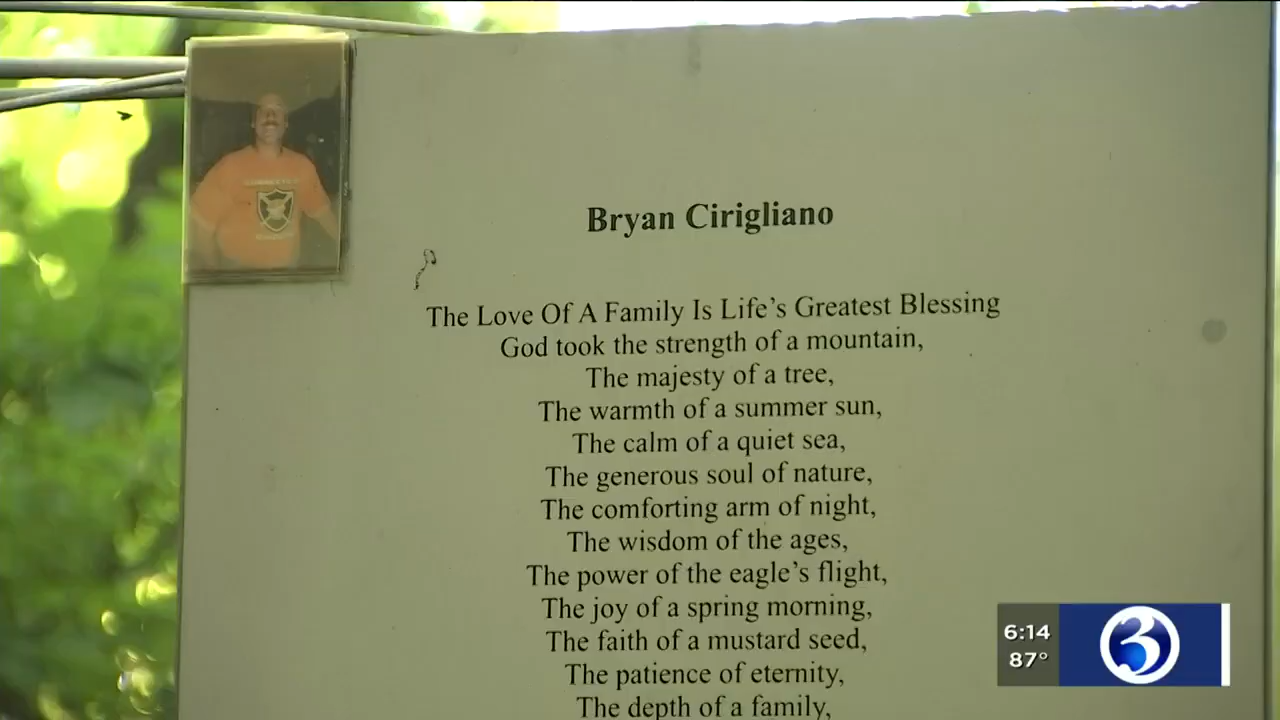 Bryan Cirigliano
The Love Of A Family Is Life's Greatest Blessing
God took the strength of a mountain,
The majesty of a tree,
The warmth of a summer sun,
The calm of a quiet sea,
The generous soul of nature,
The comforting arm of night,
The wisdom of the ages,
The power of the eagle's flight,
The joy of a spring morning,
The faith of a mustard seed,
The patience of eternity,
The depth of a family,
6:14
87°
3